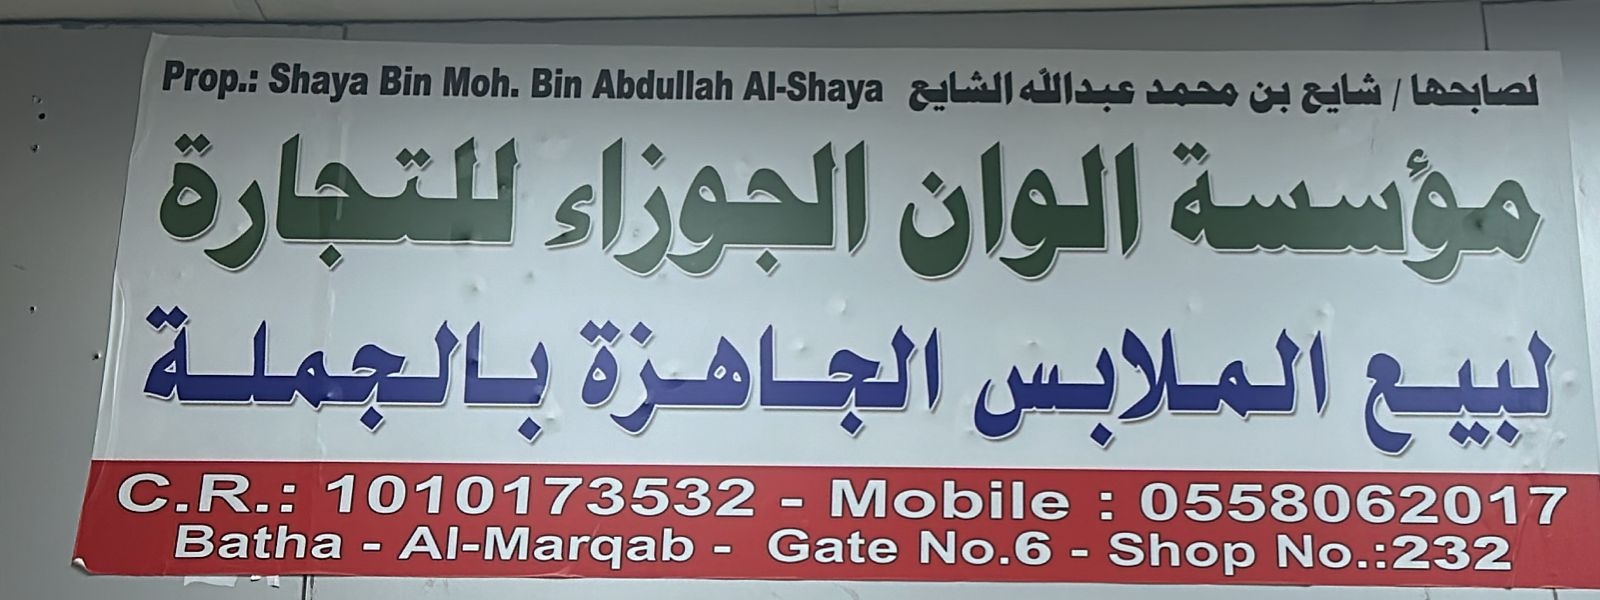 Prop.: Shaya Bin Moh. Bin Abdullah Al-Shaya لصابحها / شايع بن محمد عبدالله الشايع
مؤسسة الوان الجوزاء للتجارة
لبيع الملابس الجاهزة بالجملة
C.R.: 1010173532 - Mobile : 0558062017
Batha - Al-Marqab - Gate No.6 - Shop No.:232